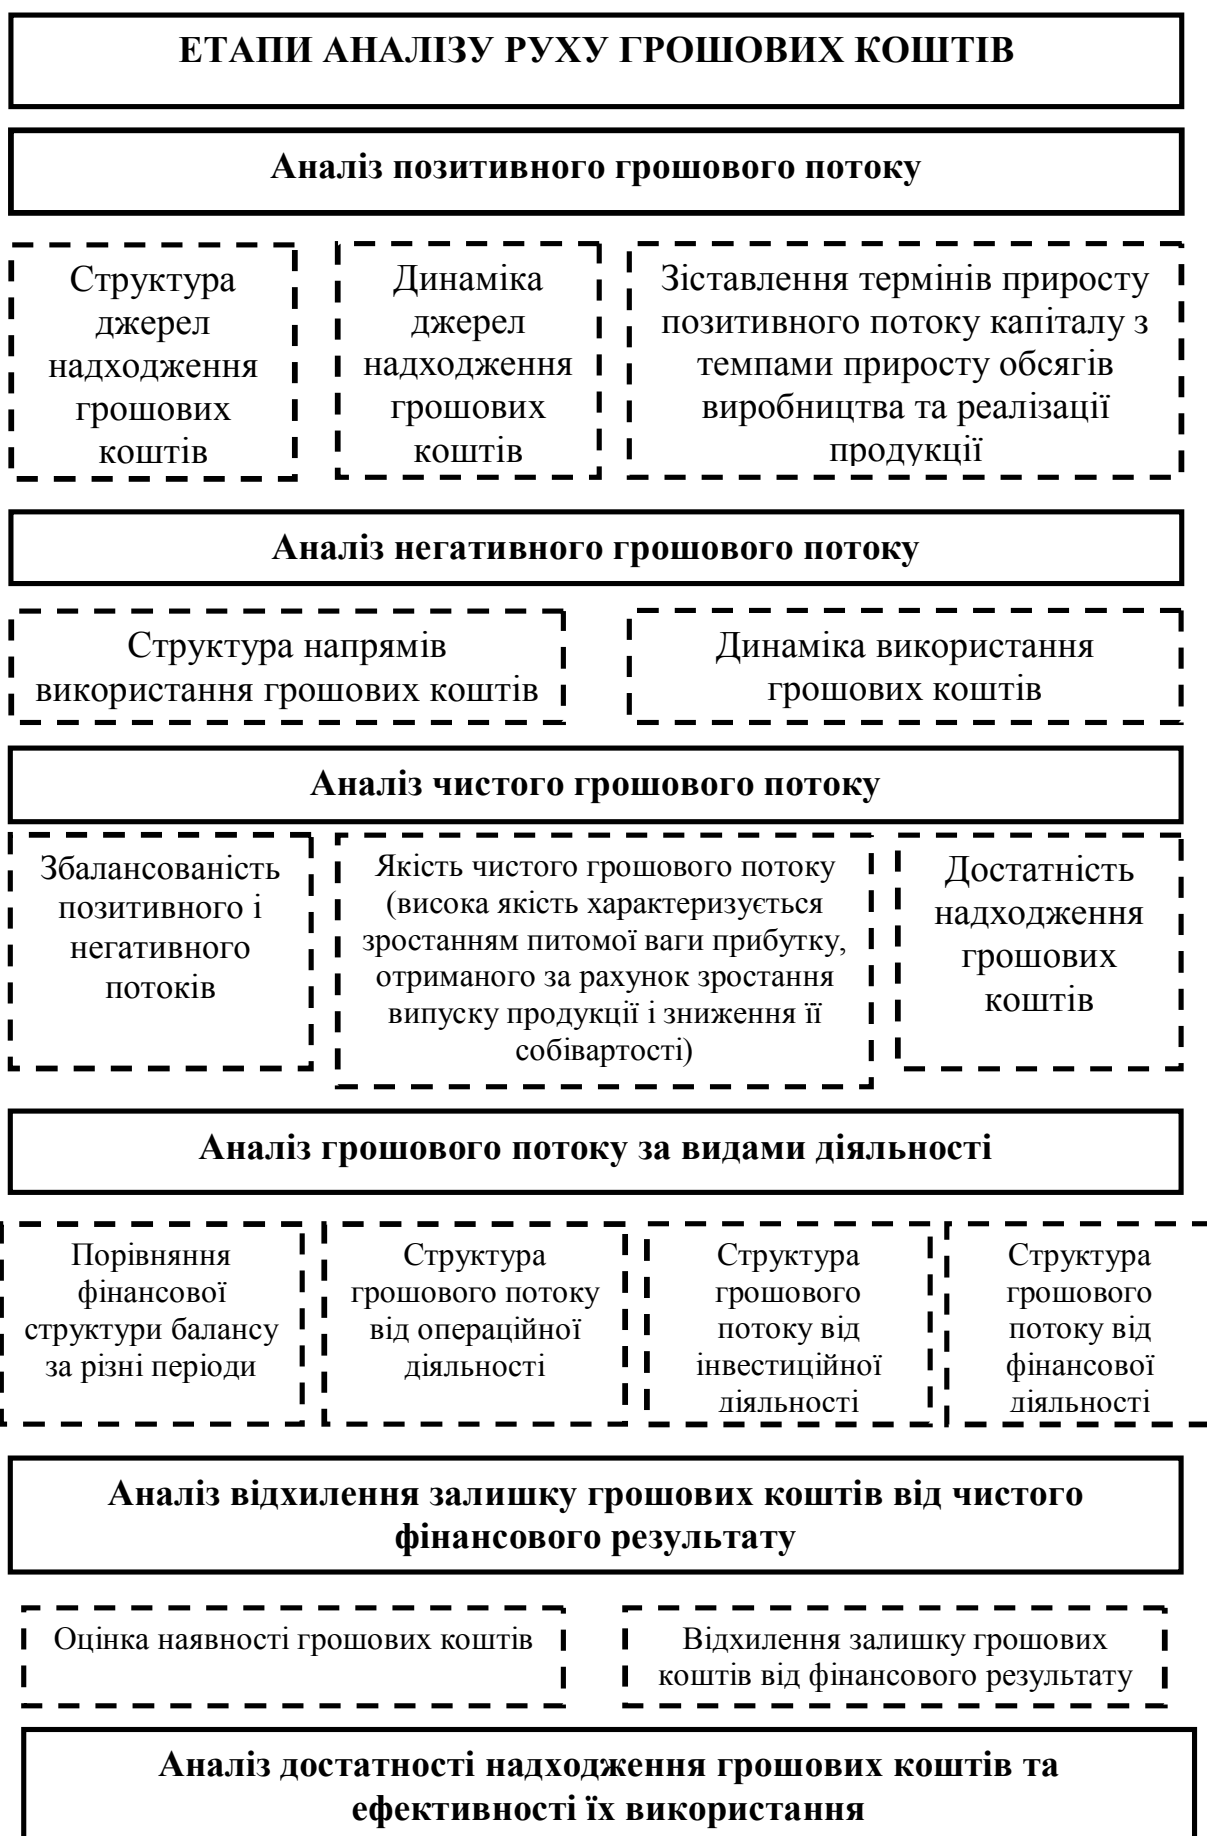 ЕТАПИ АНАЛІЗУ РУХУ ГРОШОВИХ КОШТІВ
Аналіз позитивного грошового потоку
Структура
джерел
надходження
грошових
коштів
Динаміка
джерел
надходження
грошових
коштів
Зіставлення термінів приросту
позитивного потоку капіталу з
темпами приросту обсягів
виробництва та реалізації
продукції
Аналіз негативного грошового потоку
Структура напрямів
використання грошових коштів
Динаміка використання
грошових коштів
Аналіз чистого грошового потоку
Збалансованість
позитивного і
негативного
потоків
Якість чистого грошового потоку
(висока якість характеризується
зростанням питомої ваги прибутку,
отриманого за рахунок зростання
випуску продукції і зниження її
собівартості)
Достатність
надходження
грошових
коштів
Аналіз грошового потоку за видами діяльності
Порівняння
фінансової
структури балансу
за різні періоди
Структура
грошового потоку
від операційної
діяльності
Структура
грошового
потоку від
інвестиційної
діяльності
Структура
грошового
потоку від
фінансової
діяльності
Аналіз відхилення залишку грошових коштів від чистого
фінансового результату
Оцінка наявності грошових коштів
Відхилення залишку грошових
коштів від фінансового результату
Аналіз достатності надходження грошових коштів та
ефективності їх використання